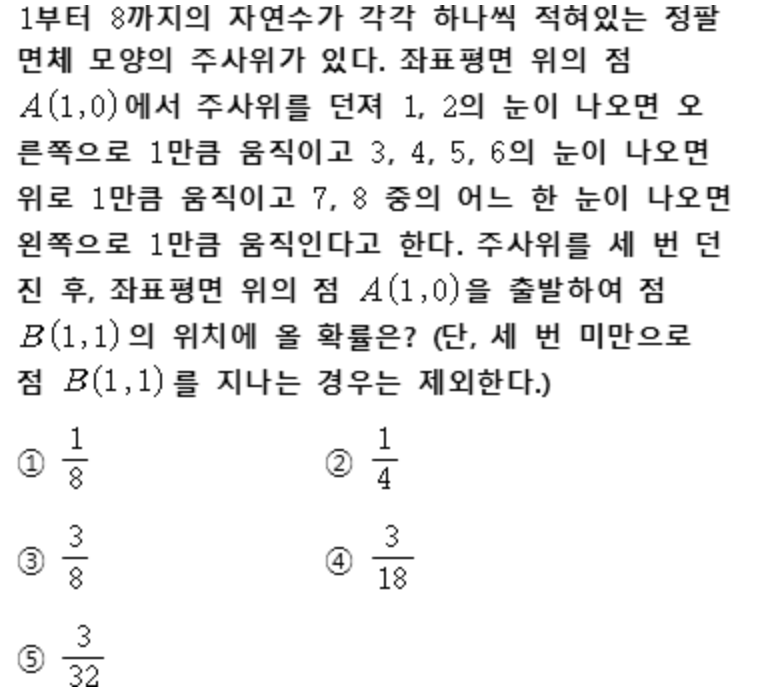 1부터 8까지의 자연수가 각각 하나씩 적혀있는 정팔
면체 모양의 주사위가 있다. 좌표평면 위의 점
A(1,0)에서 주사위를 던져 1, 2의 눈이 나오면 오
른쪽으로 1만큼 움직이고 3, 4, 5, 6의 눈이 나오면
위로 1만큼 움직이고 7, 8 중의 어느 한 눈이 나오면
왼쪽으로 1만큼 움직인다고 한다. 주사위를 세 번 던
진 후, 좌표평면 위의 점 A(1,0)을 출발하여 점
B(1,1)의 위치에 올 확률은? (단, 세 번 미만으로
점 B(1,1)를 지나는 경우는 제외한다.)
① 1/8 ② 1/4
③ 3/8 ④ 3/18
⑤ 3/32